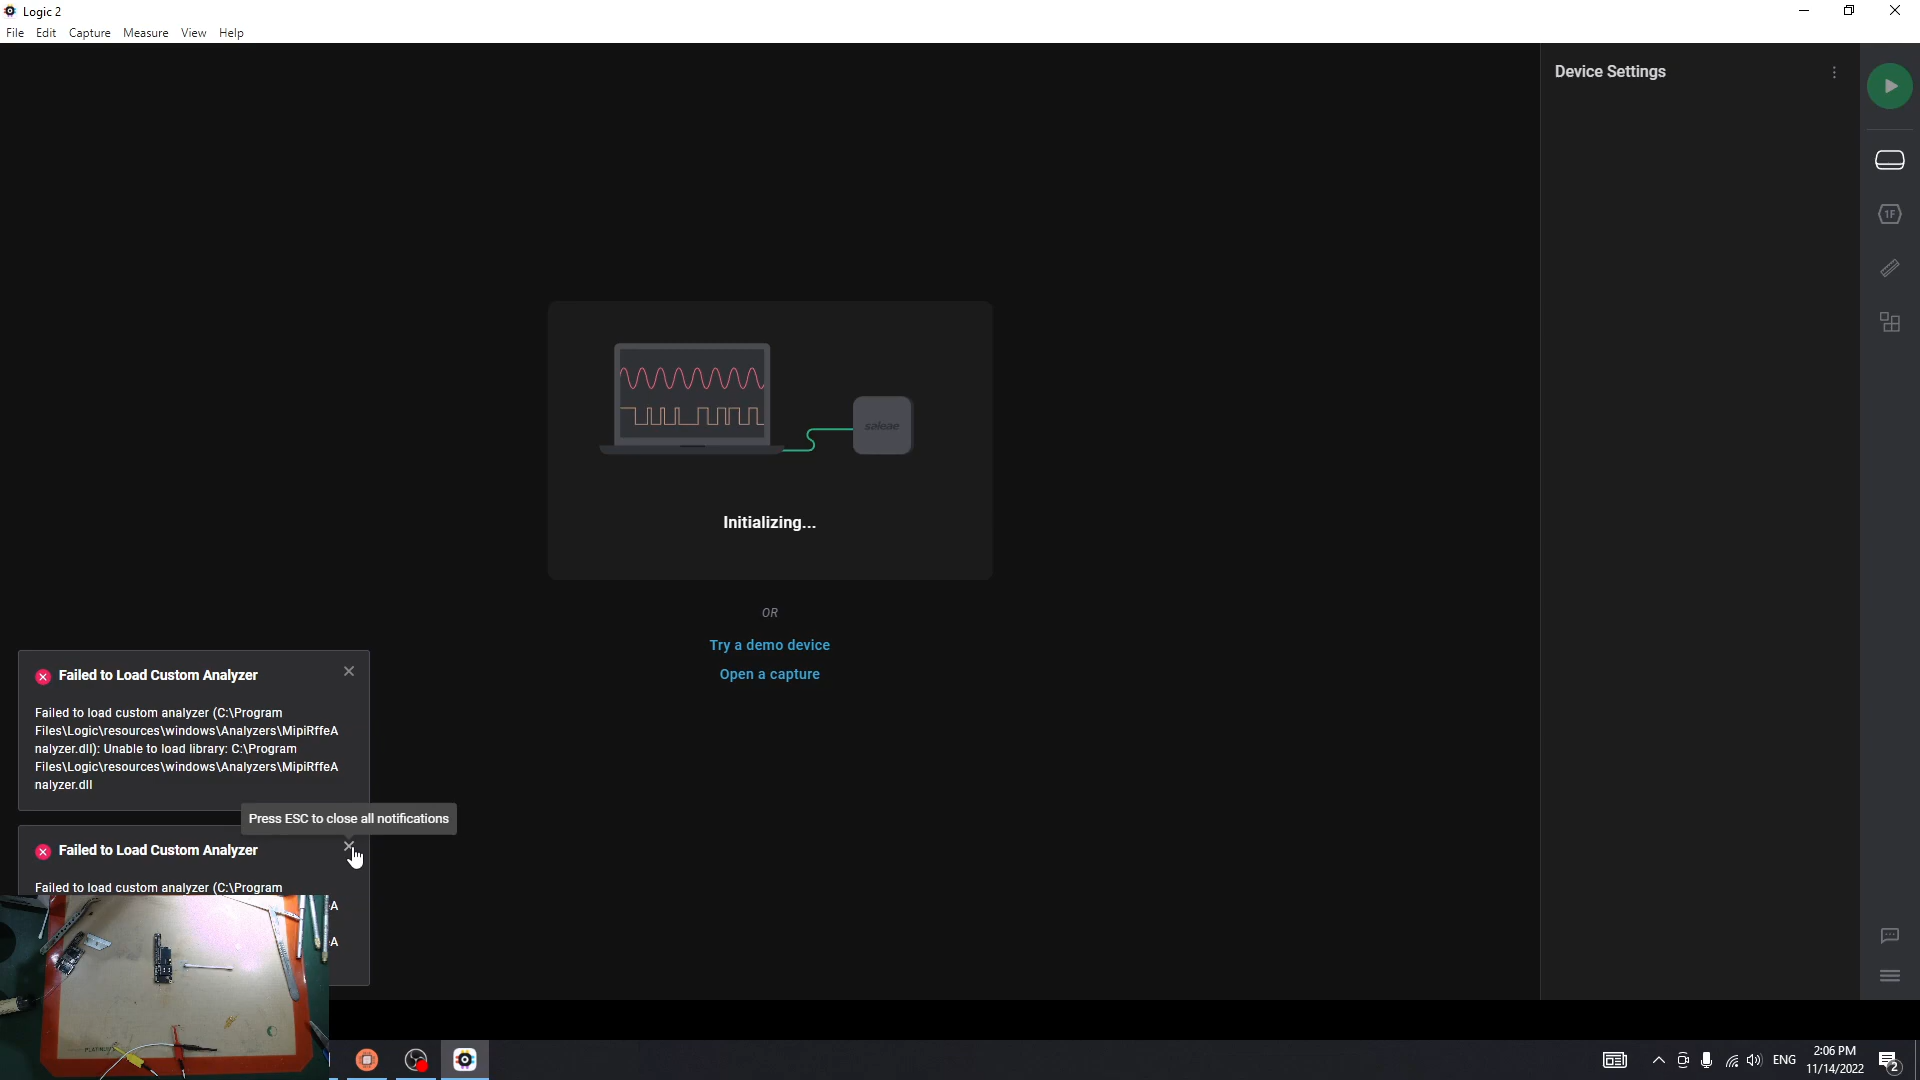 Logic 2
File Edit Capture Measure View Help
Device Settings
1F
saleae
Initializing...
OR
Try a demo device
Open a capture
Failed to Load Custom Analyzer
Failed to load custom analyzer (C:\Program
Files\Logic\resources\windows\Analyzers\MipiRffeA
nalyzer.dll): Unable to load library: C:\Program
Files\Logic\resources\windows\Analyzers\MipiRffeA
nalyzer.dll
Press ESC to close all notifications
Failed to Load Custom Analyzer
Failed to load custom analyzer (C:\Program
A
A
ENG
2:06 PM
11/14/2022
2